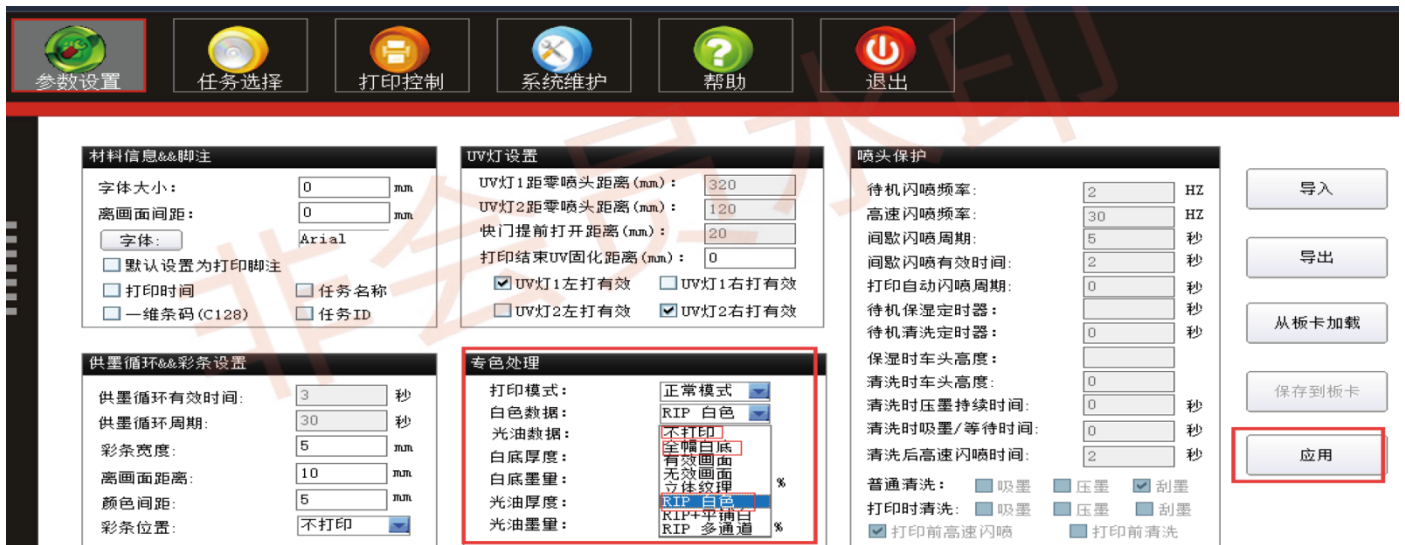 参数设置
任务选择
打印控制
系统维护
帮助
退出
材料信息&&脚注
字体大小: 0 mm
离画面间距: 0 mm
字体: Arial
默认设置为打印脚注
打印时间 任务名称
一维条码(C128) 任务ID
供墨循环&&彩条设置
供墨循环有效时间: 3 秒
供墨循环周期: 30 秒
彩条宽度: 5 mm
离画面距离: 10 mm
颜色间距: 5 mm
彩条位置: 不打印
UV灯设置
UV灯1距零喷头距离(mm): 320
UV灯2距零喷头距离(mm): 120
快门提前打开距离(mm): 20
打印结束UV固化距离(mm): 0
UV灯1左打有效 UV灯1右打有效
UV灯2左打有效 UV灯2右打有效
专色处理
打印模式: 正常模式
白色数据: RIP 白色
光油数据:
白底厚度:
白底墨量: %
光油厚度:
光油墨量: %
不打印
全幅白底
有效画面
无效画面
立体纹理
RIP 白色
RIP+平铺白
RIP 多通道
喷头保护
待机闪喷频率: 2 HZ
高速闪喷频率: 30 HZ
间歇闪喷周期: 5 秒
间歇闪喷有效时间: 2 秒
打印自动闪喷周期: 0 秒
待机保湿定时器: 秒
待机清洗定时器: 0 秒
保湿时车头高度:
清洗时车头高度: 0
清洗时压墨持续时间: 0 秒
清洗时吸墨/等待时间: 0 秒
清洗后高速闪喷时间: 2 秒
普通清洗: 吸墨 压墨 刮墨
打印时清洗: 吸墨 压墨 刮墨
打印前高速闪喷 打印前清洗
导入
导出
从板卡加载
保存到板卡
应用
非会员水印